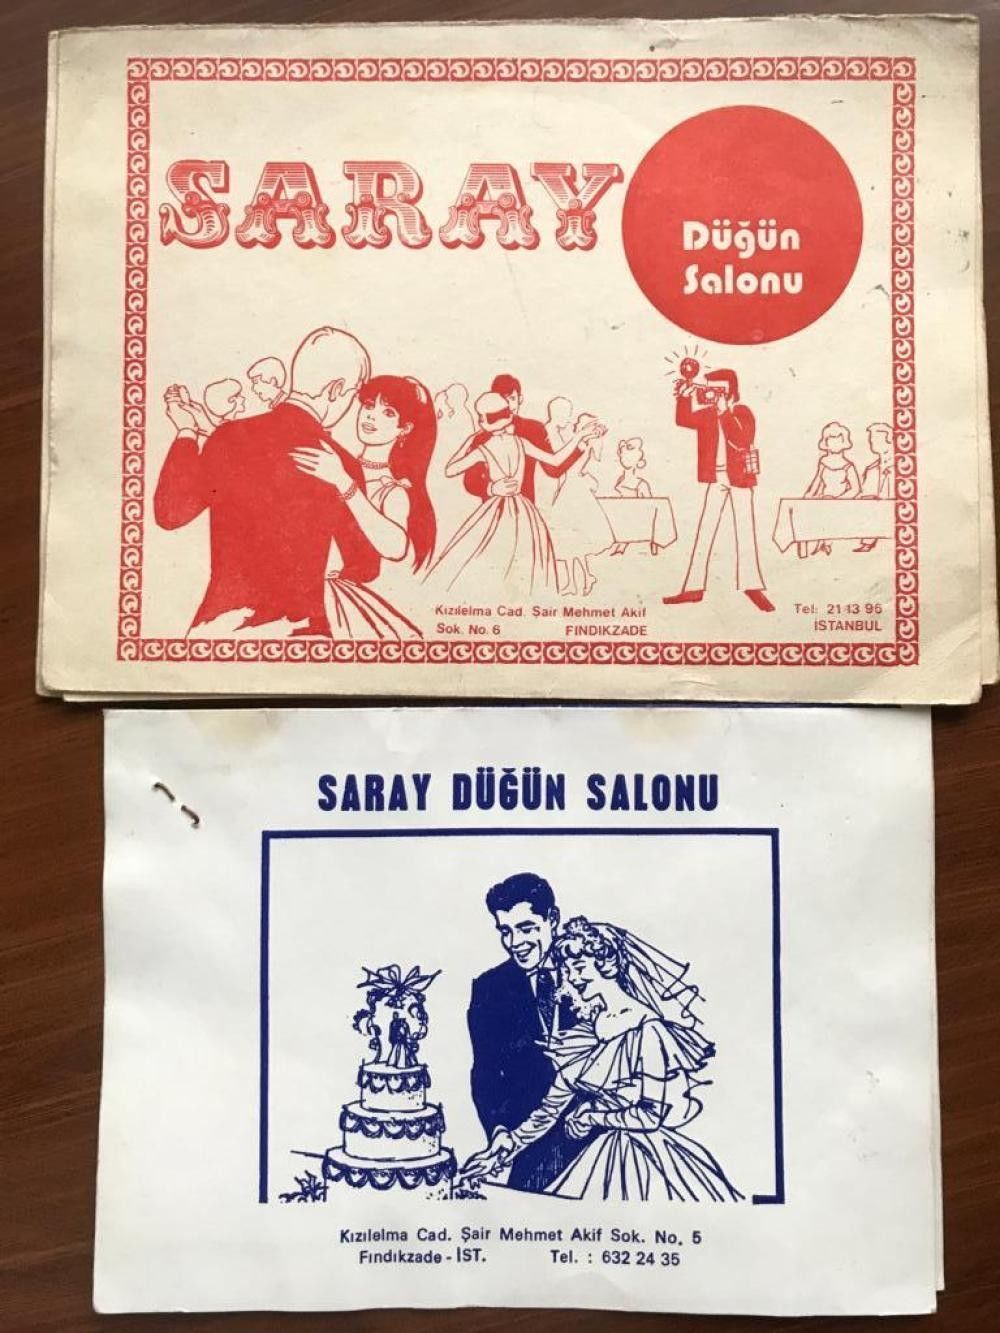 SARAY
Düğün
Salonu
Kızılelma Cad. Şair Mehmet Akif
Sok. No. 6 FINDIKZADE
Tel: 21 13 96
İSTANBUL
SARAY DÜĞÜN SALONU
Kızılelma Cad. Şair Mehmet Akif Sok. No. 5
Fındıkzade - İST. Tel. : 632 24 35